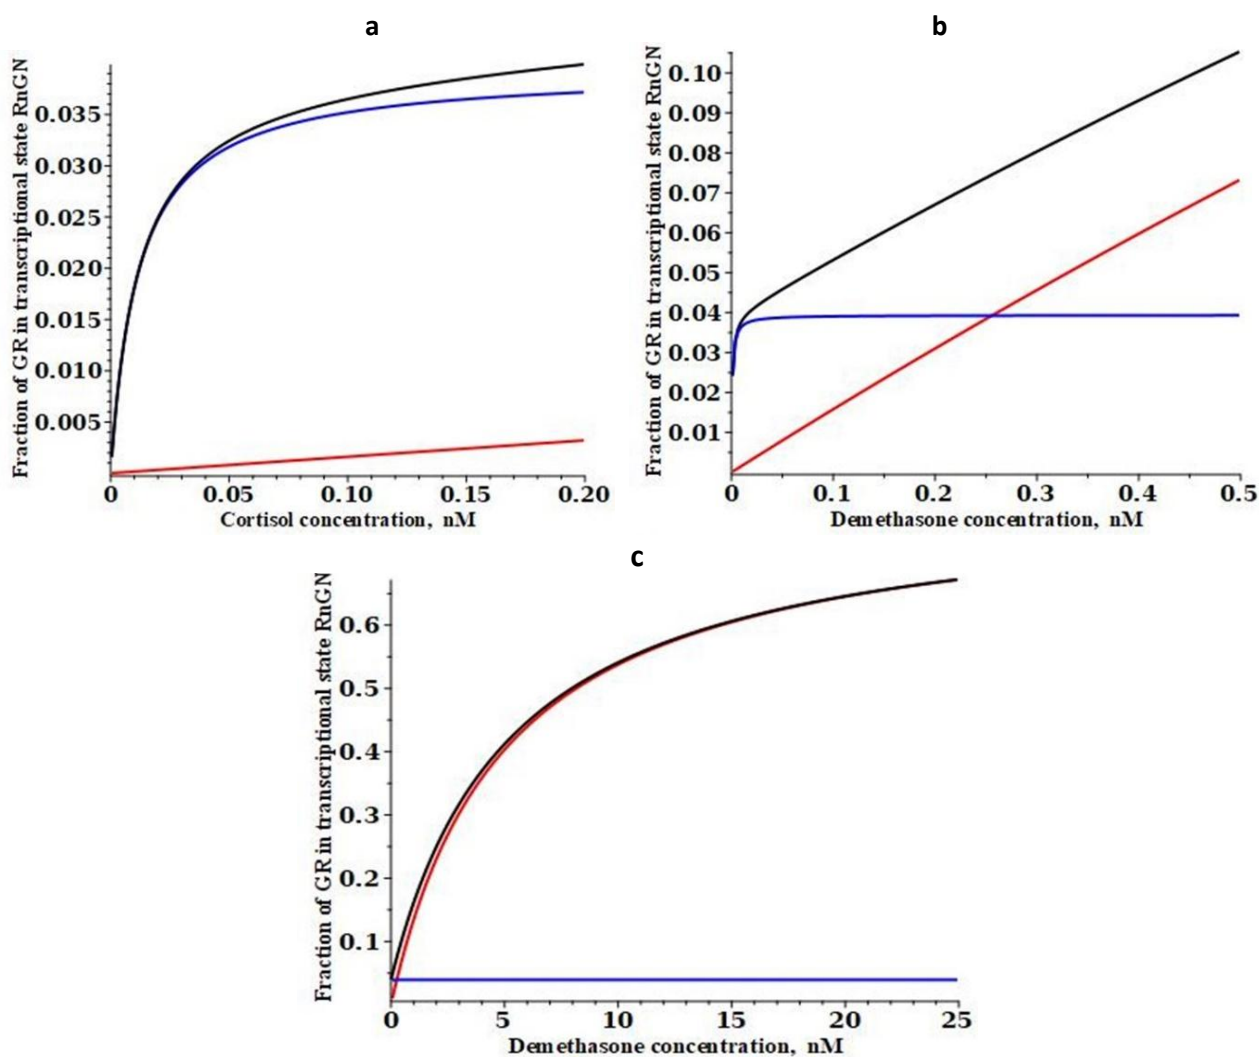 a
Fraction of GR in transcriptional state RnGN
0.035
0.030
0.025
0.020
0.015
0.010
0.005
0 0.05 0.10 0.15 0.20
Cortisol concentration, nM
b
Fraction of GR in transcriptional state RnGN
0.10
0.09
0.08
0.07
0.06
0.05
0.04
0.03
0.02
0.01
0 0.1 0.2 0.3 0.4 0.5
Demethasone concentration, nM
c
Fraction of GR in transcriptional state RnGN
0.6
0.5
0.4
0.3
0.2
0.1
0 5 10 15 20 25
Demethasone concentration, nM